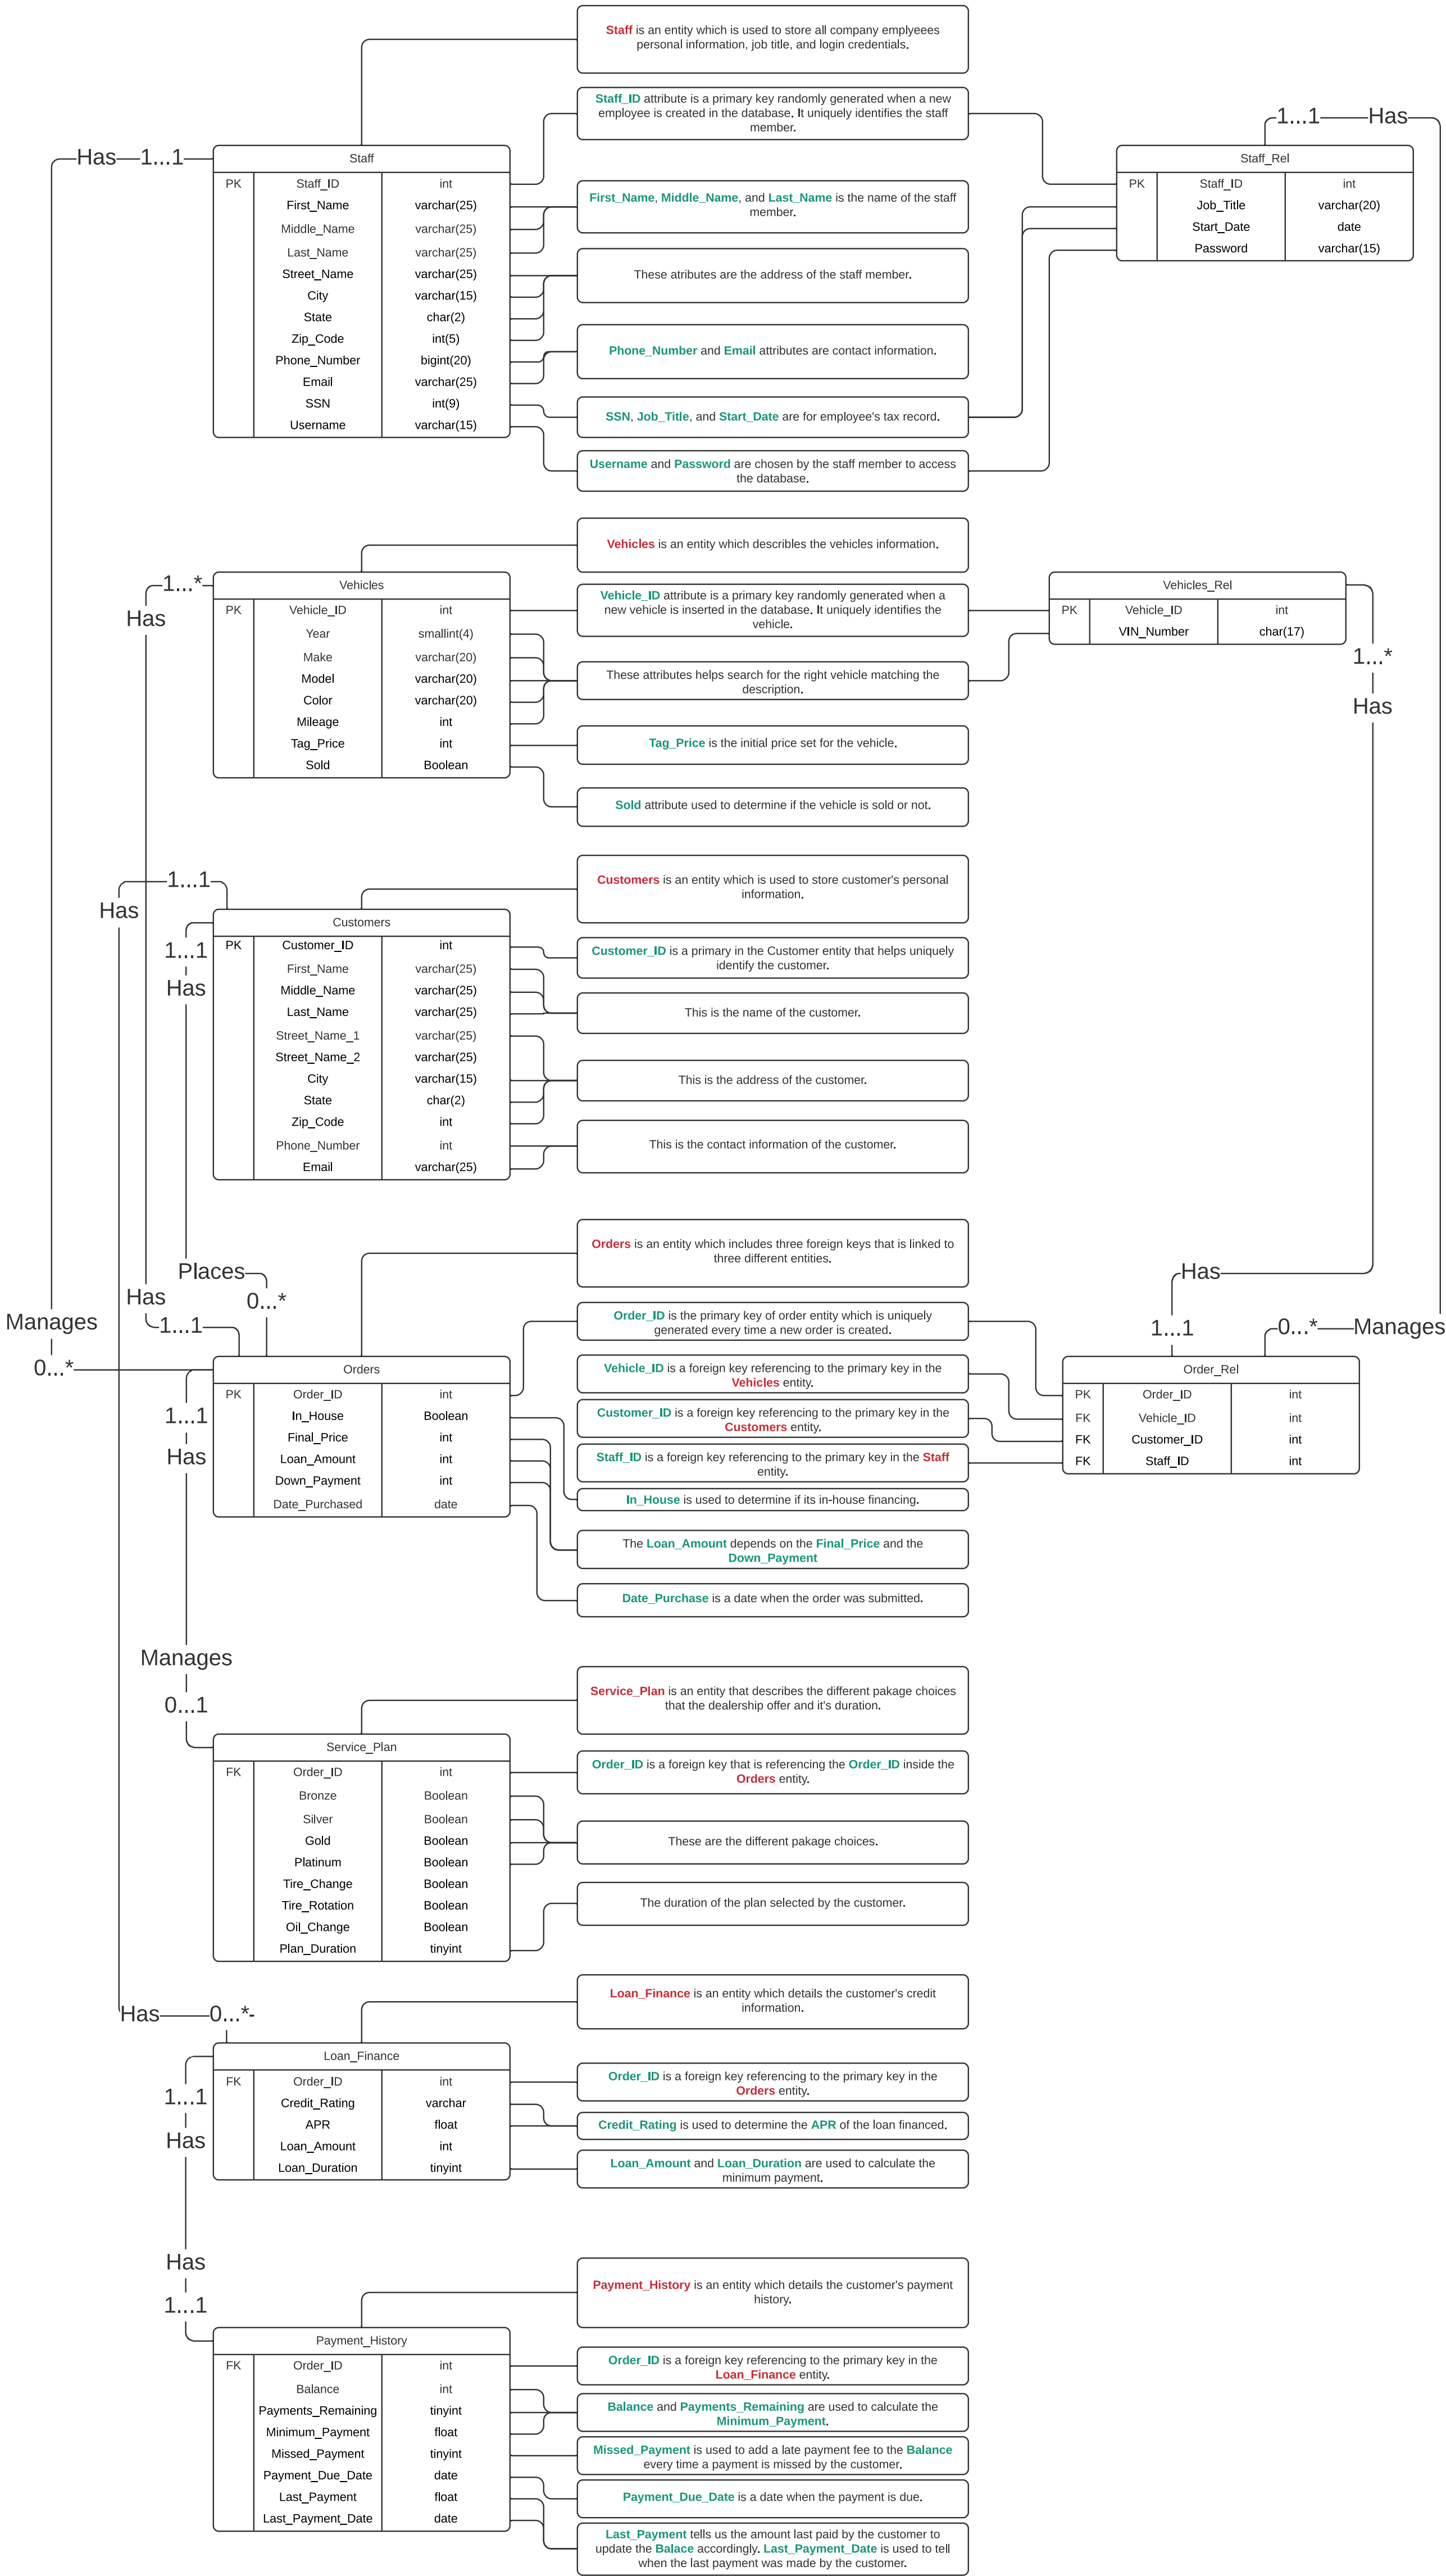 Staff is an entity which is used to store all company emplyeees
personal information, job title, and login credentials.
Staff_ID attribute is a primary key randomly generated when a new
employee is created in the database. It uniquely identifies the staff
member.
1...1 Has
Has 1...1
Staff
PK Staff_ID int
First_Name varchar(25)
Middle_Name varchar(25)
Last_Name varchar(25)
Street_Name varchar(25)
City varchar(15)
State char(2)
Zip_Code int(5)
Phone_Number bigint(20)
Email varchar(25)
SSN int(9)
Username varchar(15)
First_Name, Middle_Name, and Last_Name is the name of the staff
member.
These atributes are the address of the staff member.
Phone_Number and Email attributes are contact information.
SSN, Job_Title, and Start_Date are for employee's tax record.
Username and Password are chosen by the staff member to access
the database.
Staff_Rel
PK Staff_ID int
Job_Title varchar(20)
Start_Date date
Password varchar(15)
Vehicles is an entity which describles the vehicles information.
1...*
Has
Vehicles
PK Vehicle_ID int
Year smallint(4)
Make varchar(20)
Model varchar(20)
Color varchar(20)
Mileage int
Tag_Price int
Sold Boolean
Vehicle_ID attribute is a primary key randomly generated when a
new vehicle is inserted in the database. It uniquely identifies the
vehicle.
These attributes helps search for the right vehicle matching the
description.
Tag_Price is the initial price set for the vehicle.
Sold attribute used to determine if the vehicle is sold or not.
Vehicles_Rel
PK Vehicle_ID int
VIN_Number char(17)
1...*
Has
Customers is an entity which is used to store customer's personal
information.
1...1
Has
1...1
Has
Customers
PK Customer_ID int
First_Name varchar(25)
Middle_Name varchar(25)
Last_Name varchar(25)
Street_Name_1 varchar(25)
Street_Name_2 varchar(25)
City varchar(15)
State char(2)
Zip_Code int
Phone_Number int
Email varchar(25)
Customer_ID is a primary in the Customer entity that helps uniquely
identify the customer.
This is the name of the customer.
This is the address of the customer.
This is the contact information of the customer.
Orders is an entity which includes three foreign keys that is linked to
three different entities.
Places
0...*
Has
1...1
Manages
0...*
Orders
PK Order_ID int
In_House Boolean
Final_Price int
Loan_Amount int
Down_Payment int
Date_Purchased date
Order_ID is the primary key of order entity which is uniquely
generated every time a new order is created.
Vehicle_ID is a foreign key referencing to the primary key in the
Vehicles entity.
Customer_ID is a foreign key referencing to the primary key in the
Customers entity.
Staff_ID is a foreign key referencing to the primary key in the Staff
entity.
In_House is used to determine if its in-house financing.
The Loan_Amount depends on the Final_Price and the
Down_Payment
Date_Purchase is a date when the order was submitted.
Has
1...1
0...* Manages
Order_Rel
PK Order_ID int
FK Vehicle_ID int
FK Customer_ID int
FK Staff_ID int
1...1
Has
Manages
0...1
Service_Plan is an entity that describes the different pakage choices
that the dealership offer and it's duration.
Service_Plan
FK Order_ID int
Bronze Boolean
Silver Boolean
Gold Boolean
Platinum Boolean
Tire_Change Boolean
Tire_Rotation Boolean
Oil_Change Boolean
Plan_Duration tinyint
Order_ID is a foreign key that is referencing the Order_ID inside the
Orders entity.
These are the different pakage choices.
The duration of the plan selected by the customer.
Loan_Finance is an entity which details the customer's credit
information.
Has 0...*
1...1
Has
Loan_Finance
FK Order_ID int
Credit_Rating varchar
APR float
Loan_Amount int
Loan_Duration tinyint
Order_ID is a foreign key referencing to the primary key in the
Orders entity.
Credit_Rating is used to determine the APR of the loan financed.
Loan_Amount and Loan_Duration are used to calculate the
minimum payment.
Has
1...1
Payment_History is an entity which details the customer's payment
history.
Payment_History
FK Order_ID int
Balance int
Payments_Remaining tinyint
Minimum_Payment float
Missed_Payment tinyint
Payment_Due_Date date
Last_Payment float
Last_Payment_Date date
Order_ID is a foreign key referencing to the primary key in the
Loan_Finance entity.
Balance and Payments_Remaining are used to calculate the
Minimum_Payment.
Missed_Payment is used to add a late payment fee to the Balance
every time a payment is missed by the customer.
Payment_Due_Date is a date when the payment is due.
Last_Payment tells us the amount last paid by the customer to
update the Balace accordingly. Last_Payment_Date is used to tell
when the last payment was made by the customer.